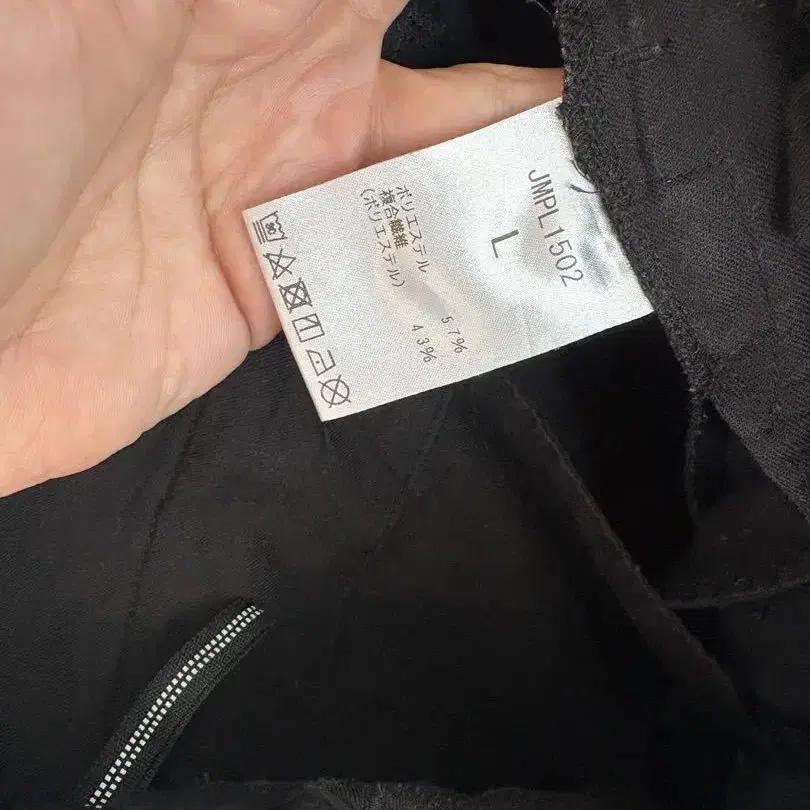 JMPL1502
L
ポリエステル 57%
複合繊維
(ポリエステル) 43%